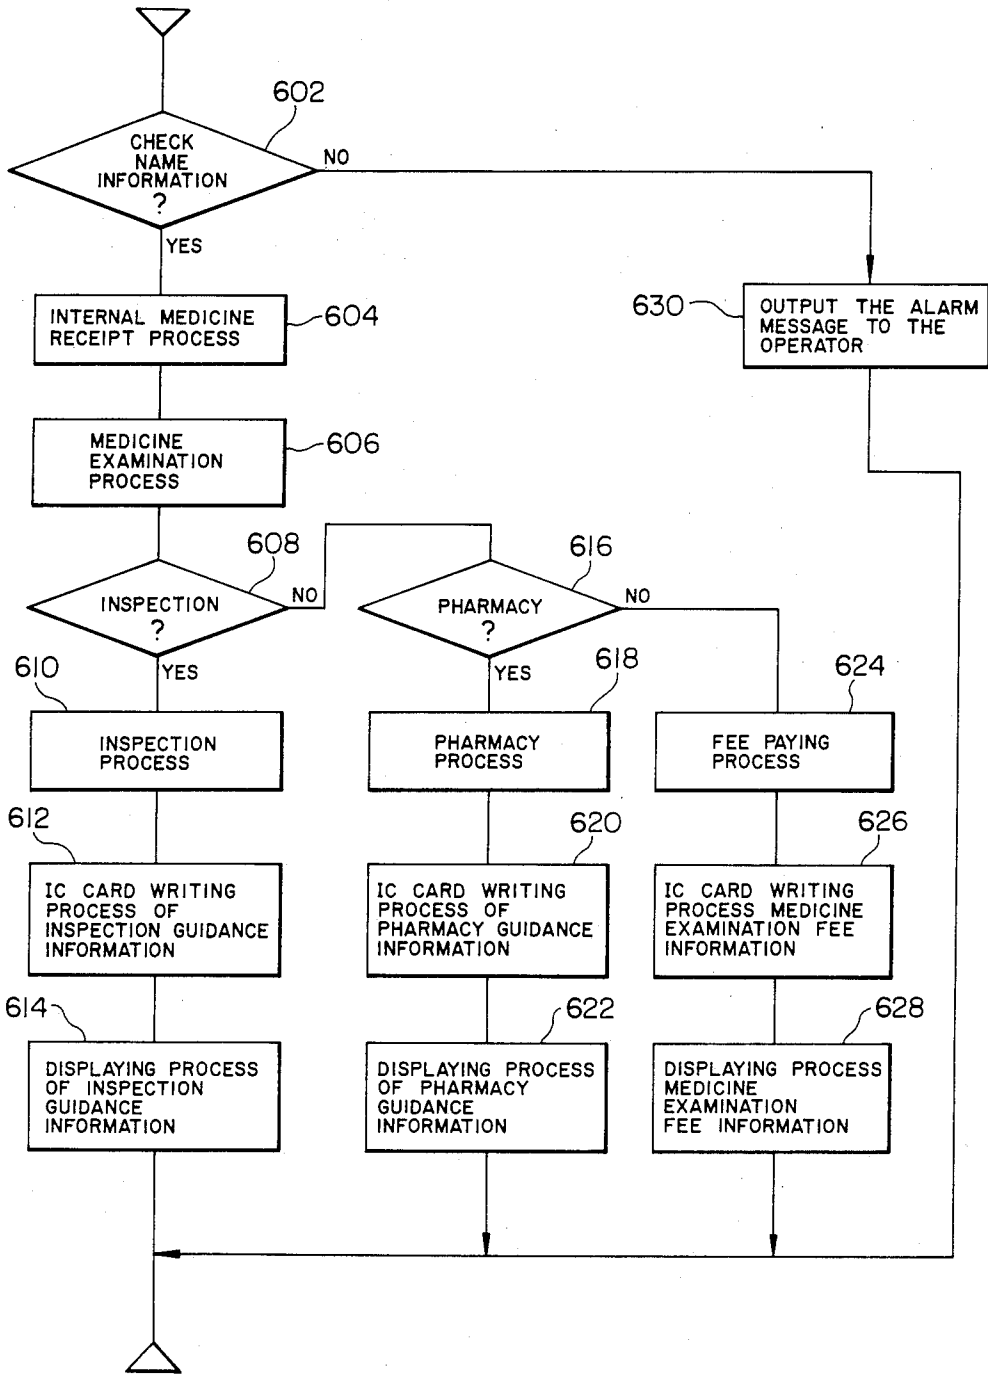 602
CHECK
NAME
INFORMATION
?
NO
YES
INTERNAL MEDICINE
RECEIPT PROCESS
604
630
OUTPUT THE ALARM
MESSAGE TO THE
OPERATOR
MEDICINE
EXAMINATION
PROCESS
606
608
INSPECTION
?
NO
YES
616
PHARMACY
?
NO
YES
610
INSPECTION
PROCESS
618
PHARMACY
PROCESS
624
FEE PAYING
PROCESS
612
IC CARD WRITING
PROCESS OF
INSPECTION GUIDANCE
INFORMATION
620
IC CARD WRITING
PROCESS OF
PHARMACY GUIDANCE
INFORMATION
626
IC CARD WRITING
PROCESS MEDICINE
EXAMINATION FEE
INFORMATION
614
DISPLAYING PROCESS
OF INSPECTION
GUIDANCE
INFORMATION
622
DISPLAYING PROCESS
OF PHARMACY
GUIDANCE
INFORMATION
628
DISPLAYING PROCESS
MEDICINE
EXAMINATION
FEE INFORMATION